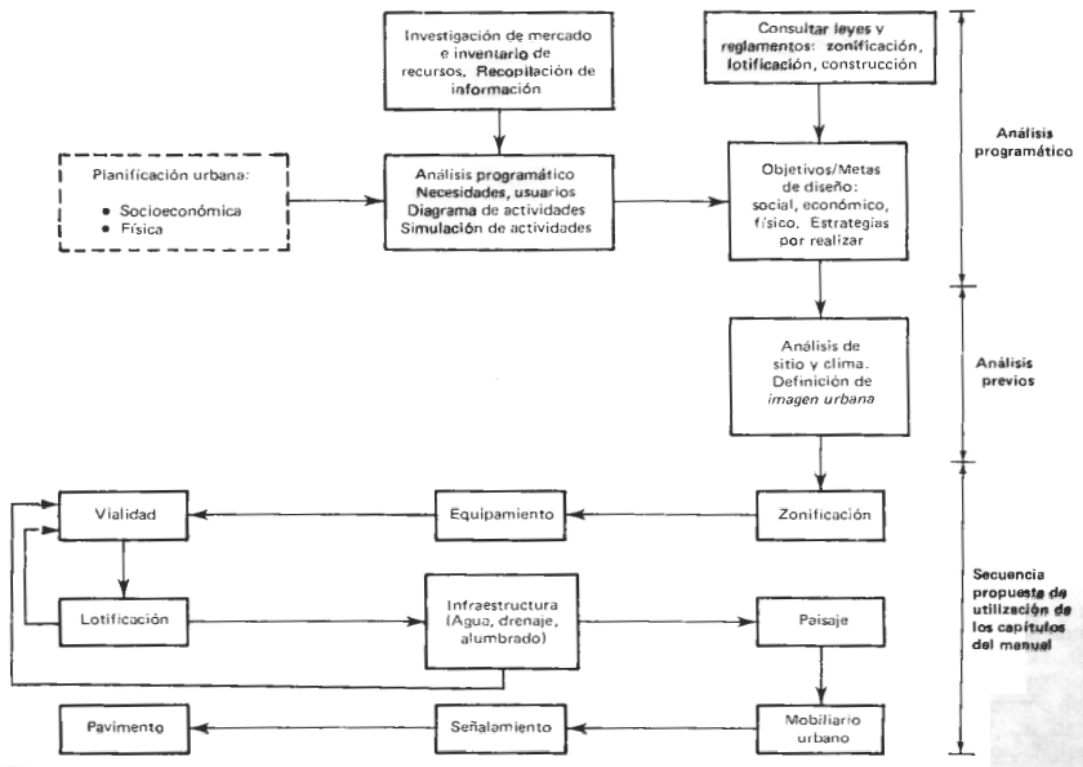 Investigación de mercado
e inventario de
recursos. Recopilación de
información
Consultar leyes y
reglamentos: zonificación,
lotificación, construcción
Análisis
programático
Planificación urbana:
• Socioeconómica
• Física
Análisis programático
Necesidades, usuarios
Diagrama de actividades
Simulación de actividades
Objetivos/Metas
de diseño:
social, económico,
físico. Estrategias
por realizar
Análisis de
sitio y clima.
Definición de
imagen urbana
Análisis
previos
Vialidad
Equipamiento
Zonificación
Lotificación
Infraestructura
(Agua, drenaje,
alumbrado)
Paisaje
Secuencia
propuesta de
utilización de
los capítulos
del manual
Pavimento
Señalamiento
Mobiliario
urbano